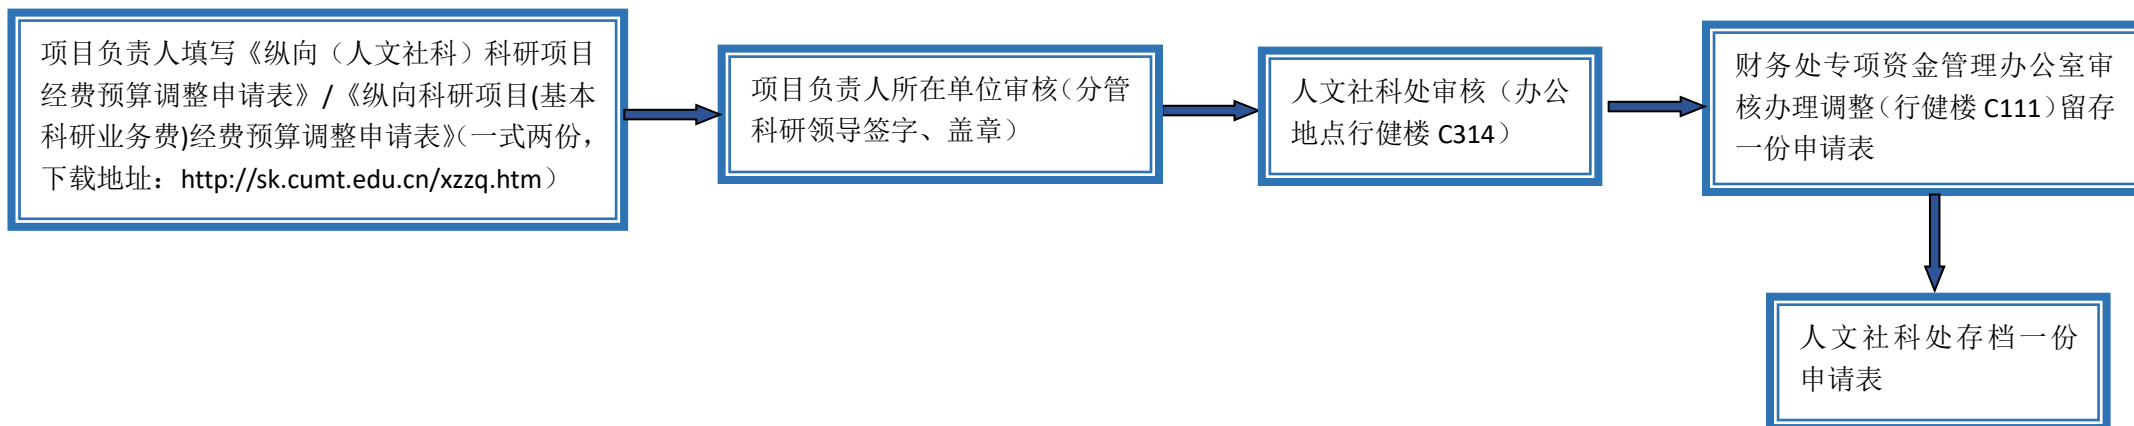 项目负责人填写《纵向（人文社科）科研项目
经费预算调整申请表》/《纵向科研项目(基本
科研业务费)经费预算调整申请表》（一式两份，
下载地址：http://sk.cumt.edu.cn/xzzq.htm）
项目负责人所在单位审核（分管
科研领导签字、盖章）
人文社科处审核（办公
地点行健楼 C314）
财务处专项资金管理办公室审
核办理调整（行健楼 C111）留存
一份申请表
人文社科处存档一份
申请表